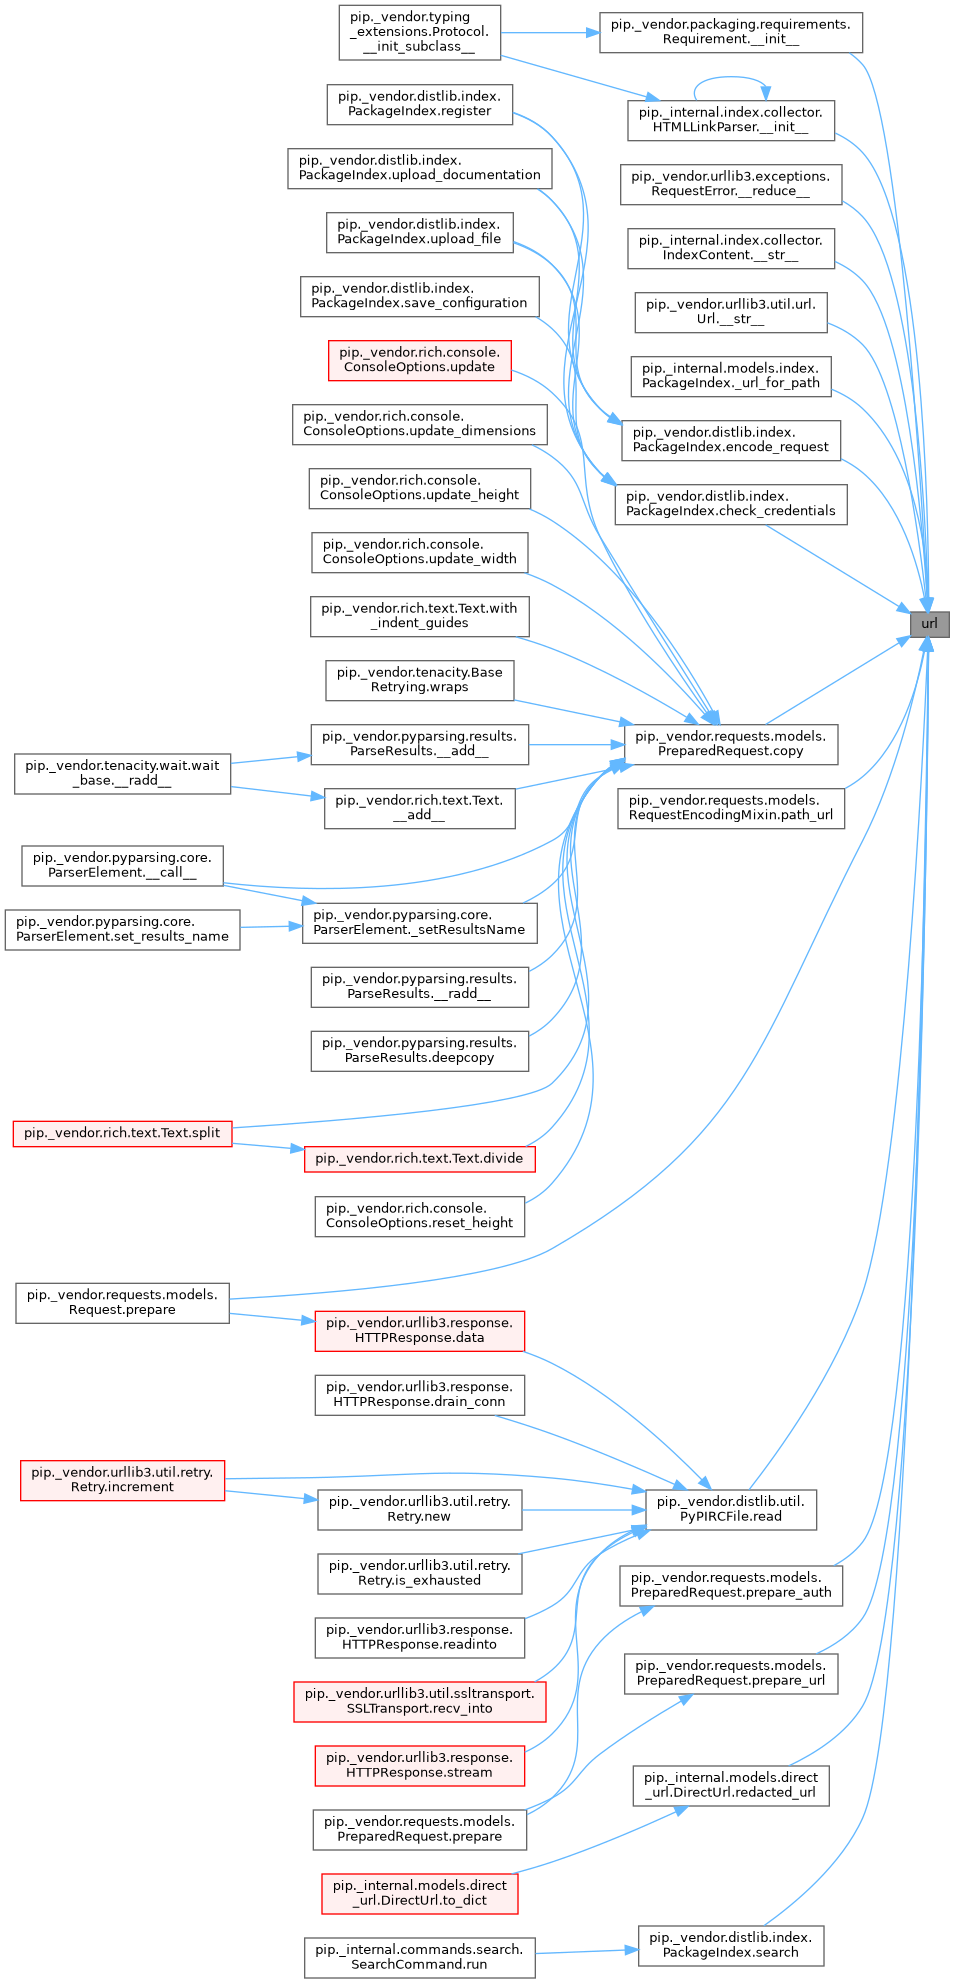 pip._vendor.typing
_extensions.Protocol.
__init_subclass__
pip._vendor.packaging.requirements.
Requirement.__init__
pip._vendor.distlib.index.
PackageIndex.register
pip._internal.index.collector.
HTMLLinkParser.__init__
pip._vendor.distlib.index.
PackageIndex.upload_documentation
pip._vendor.urllib3.exceptions.
RequestError.__reduce__
pip._vendor.distlib.index.
PackageIndex.upload_file
pip._internal.index.collector.
IndexContent.__str__
pip._vendor.distlib.index.
PackageIndex.save_configuration
pip._vendor.urllib3.util.url.
Url.__str__
pip._vendor.rich.console.
ConsoleOptions.update
pip._internal.models.index.
PackageIndex._url_for_path
pip._vendor.rich.console.
ConsoleOptions.update_dimensions
pip._vendor.distlib.index.
PackageIndex.encode_request
pip._vendor.rich.console.
ConsoleOptions.update_height
pip._vendor.distlib.index.
PackageIndex.check_credentials
pip._vendor.rich.console.
ConsoleOptions.update_width
pip._vendor.rich.text.Text.with
_indent_guides
url
pip._vendor.tenacity.Base
Retrying.wraps
pip._vendor.pyparsing.results.
ParseResults.__add__
pip._vendor.requests.models.
PreparedRequest.copy
pip._vendor.tenacity.wait.wait
_base.__radd__
pip._vendor.rich.text.Text.
__add__
pip._vendor.requests.models.
RequestEncodingMixin.path_url
pip._vendor.pyparsing.core.
ParserElement.__call__
pip._vendor.pyparsing.core.
ParserElement.set_results_name
pip._vendor.pyparsing.core.
ParserElement._setResultsName
pip._vendor.pyparsing.results.
ParseResults.__radd__
pip._vendor.pyparsing.results.
ParseResults.deepcopy
pip._vendor.rich.text.Text.split
pip._vendor.rich.text.Text.divide
pip._vendor.rich.console.
ConsoleOptions.reset_height
pip._vendor.requests.models.
Request.prepare
pip._vendor.urllib3.response.
HTTPResponse.data
pip._vendor.urllib3.response.
HTTPResponse.drain_conn
pip._vendor.urllib3.util.retry.
Retry.increment
pip._vendor.urllib3.util.retry.
Retry.new
pip._vendor.distlib.util.
PyPIRCFile.read
pip._vendor.urllib3.util.retry.
Retry.is_exhausted
pip._vendor.requests.models.
PreparedRequest.prepare_auth
pip._vendor.urllib3.response.
HTTPResponse.readinto
pip._vendor.requests.models.
PreparedRequest.prepare_url
pip._vendor.urllib3.util.ssltransport.
SSLTransport.recv_into
pip._vendor.urllib3.response.
HTTPResponse.stream
pip._internal.models.direct
_url.DirectUrl.redacted_url
pip._vendor.requests.models.
PreparedRequest.prepare
pip._internal.models.direct
_url.DirectUrl.to_dict
pip._vendor.distlib.index.
PackageIndex.search
pip._internal.commands.search.
SearchCommand.run